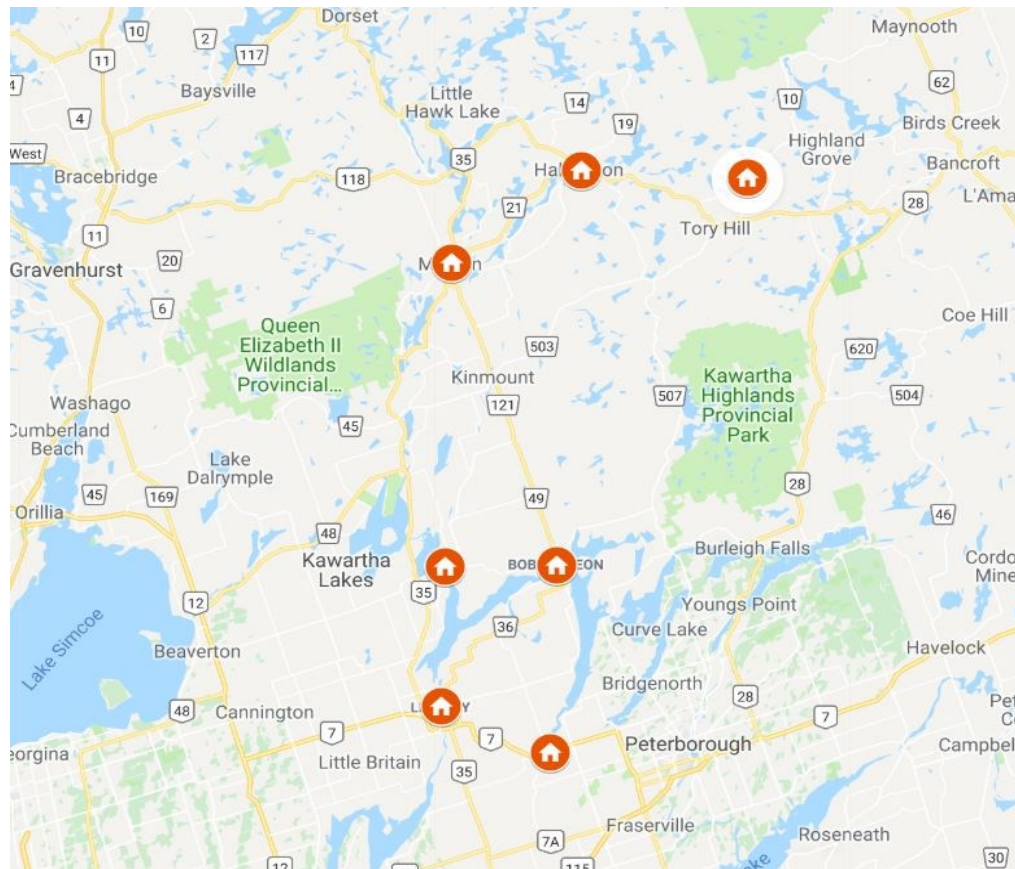 Dorset
Maynooth
10
2
11
117
4
Baysville
Little
Hawk Lake
14
10
62
4
19
Highland
Grove
Birds Creek
West
35
Bracebridge
118
Bancroft
21
28
L'Ama
Tory Hill
11
20
Gravenhurst
6
Queen
Elizabeth II
Wildlands
Provincial...
Coe Hill
503
620
Kinmount
Kawartha
Highlands
Provincial
Park
507
504
121
Washago
Cumberland
Beach
45
Lake
Dalrymple
45
169
49
28
Orillia
46
48
Burleigh Falls
Kawartha
Lakes
Cordo
Mine
35
12
Youngs Point
36
Curve Lake
Lake Simcoe
Beaverton
Havelock
Bridgenorth
28
48
Cannington
7
7
7
Peterborough
Campbel
eorgina
Little Britain
35
Fraserville
Roseneath
7A
12
115
30
Lake